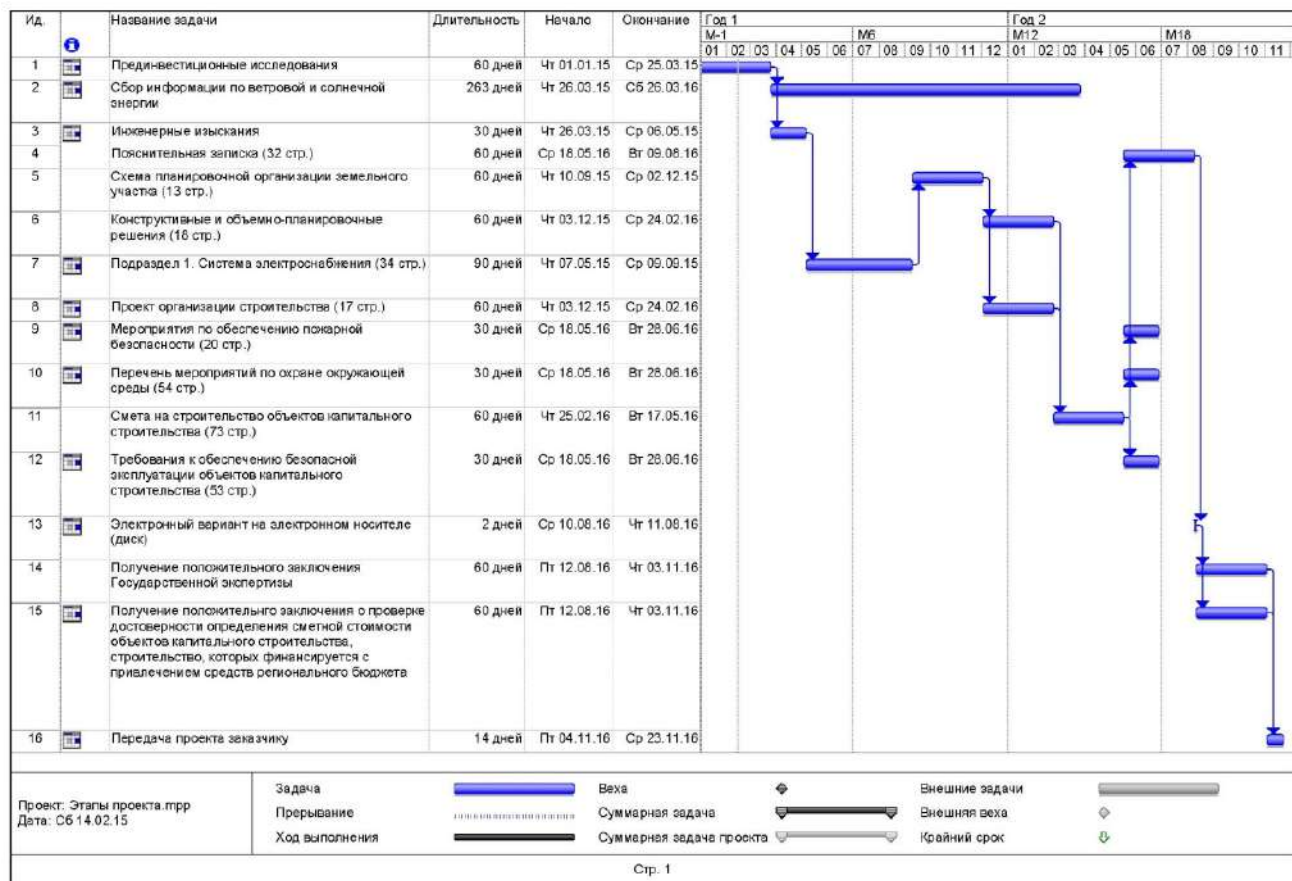 Ид. Название задачи Длительность Начало Окончание Год 1 Год 2
М-1 М6 М12 М18
01 02 03 04 05 06 07 08 09 10 11 12 01 02 03 04 05 06 07 08 09 10 11
1 Прединвестиционные исследования 60 дней Чт 01.01.15 Ср 25.03.15
2 Сбор информации по ветровой и солнечной 263 дней Чт 26.03.15 Сб 26.03.16
энергии
3 Инженерные изыскания 30 дней Чт 26.03.15 Ср 06.05.15
4 Пояснительная записка (32 стр.) 60 дней Ср 18.05.16 Вт 09.08.16
5 Схема планировочной организации земельного 60 дней Чт 10.09.15 Ср 02.12.15
участка (13 стр.)
6 Конструктивные и объемно-планировочные 60 дней Чт 03.12.15 Ср 24.02.16
решения (18 стр.)
7 Подраздел 1. Система электроснабжения (34 стр.) 90 дней Чт 07.05.15 Ср 09.09.15
8 Проект организации строительства (17 стр.) 60 дней Чт 03.12.15 Ср 24.02.16
9 Мероприятия по обеспечению пожарной 30 дней Ср 18.05.16 Вт 28.06.16
безопасности (20 стр.)
10 Перечень мероприятий по охране окружающей 30 дней Ср 18.05.16 Вт 28.06.16
среды (54 стр.)
11 Смета на строительство объектов капитального 60 дней Чт 25.02.16 Вт 17.05.16
строительства (73 стр.)
12 Требования к обеспечению безопасной 30 дней Ср 18.05.16 Вт 28.06.16
эксплуатации объектов капитального
строительства (53 стр.)
13 Электронный вариант на электронном носителе 2 дней Ср 10.08.16 Чт 11.08.16
(диск)
14 Получение положительного заключения 60 дней Пт 12.08.16 Чт 03.11.16
Государственной экспертизы
15 Получение положительнго заключения о проверке 60 дней Пт 12.08.16 Чт 03.11.16
достоверности определения сметной стоимости
объектов капитального строительства,
строительство, которых финансируется с
привлечением средств регионального бюджета
16 Передача проекта заказчику 14 дней Пт 04.11.16 Ср 23.11.16
Проект: Этапы проекта.mpp
Дата: Сб 14.02.15
Задача Веха Внешние задачи
Прерывание Суммарная задача Внешняя веха
Ход выполнения Суммарная задача проекта Крайний срок
Стр. 1